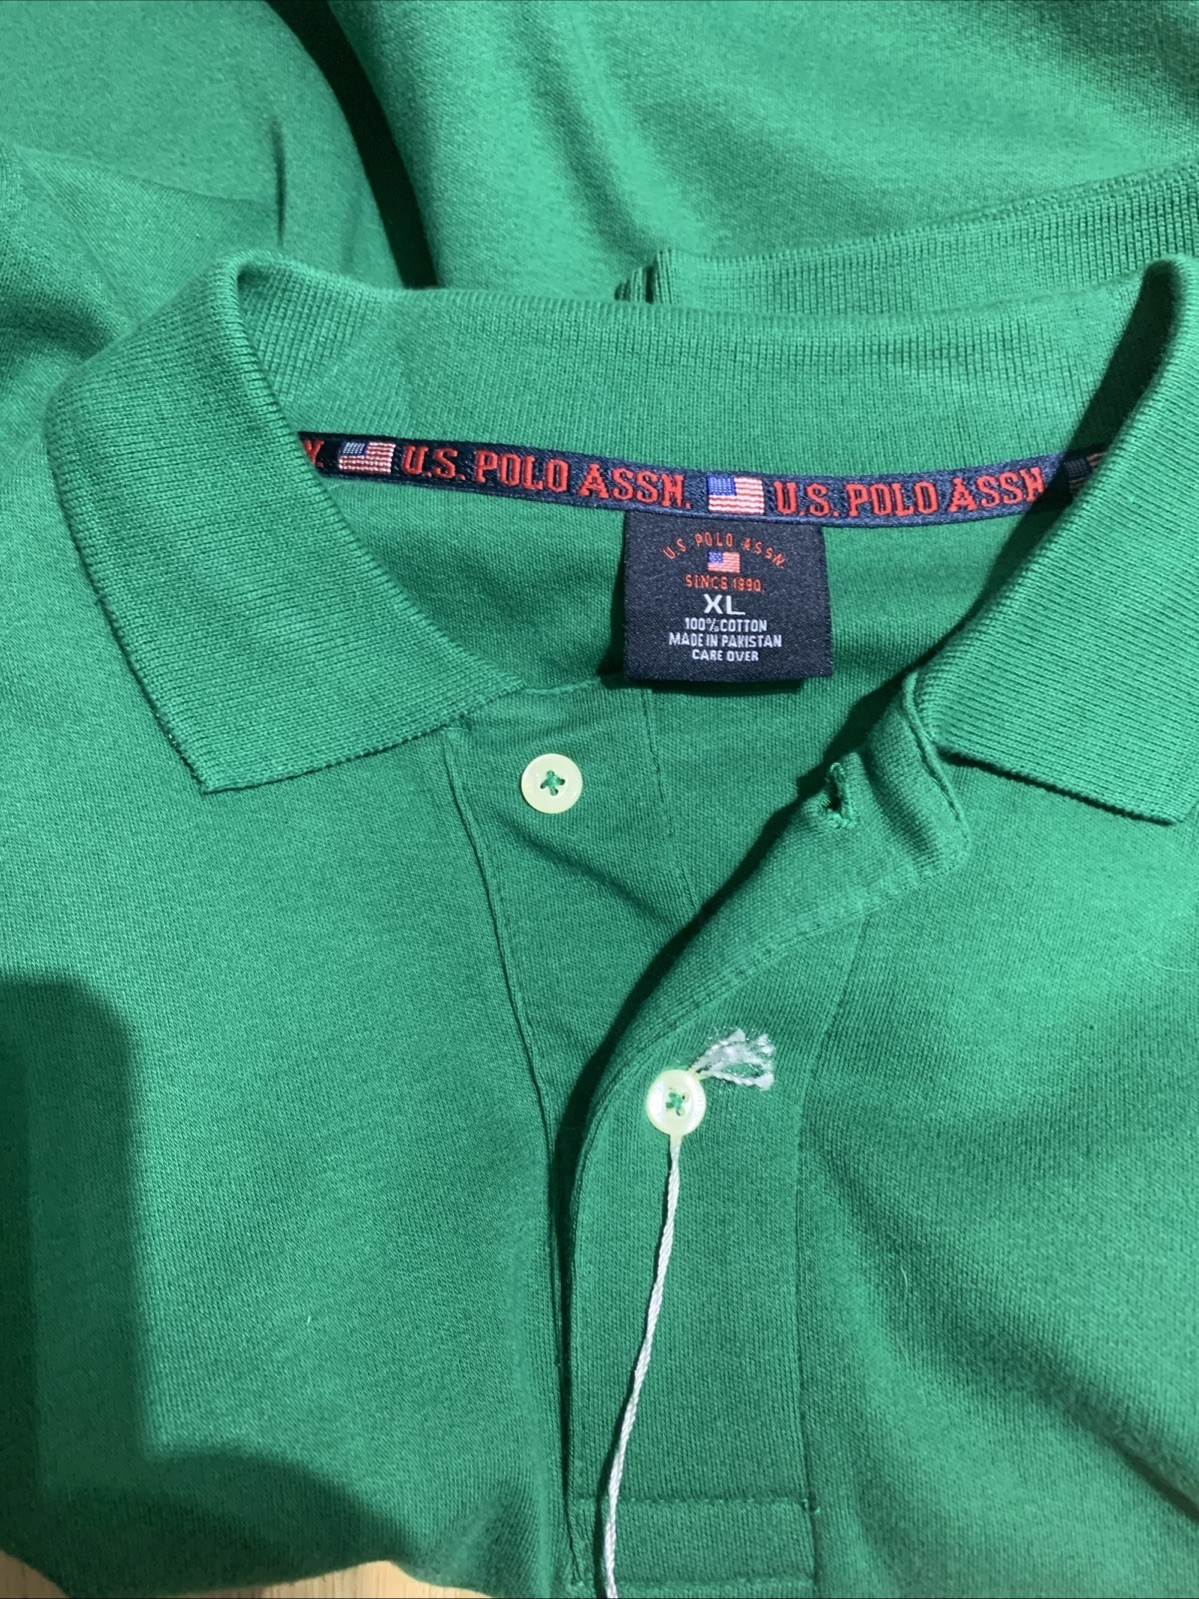 N. U.S. POLO ASSN. U.S. POLO ASSN
U.S. POLO ASSN.
SINCE 1890
XL
100% COTTON
MADE IN PAKISTAN
CARE OVER